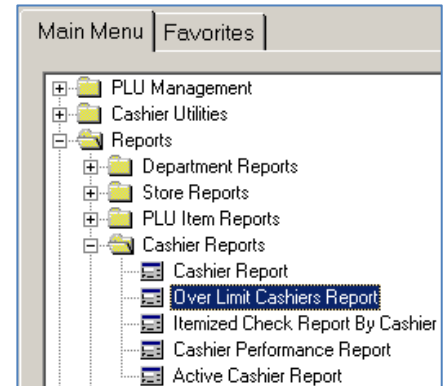 Main Menu Favorites
PLU Management
Cashier Utilities
Reports
Department Reports
Store Reports
PLU Item Reports
Cashier Reports
Cashier Report
Over Limit Cashiers Report
Itemized Check Report By Cashier
Cashier Performance Report
Active Cashier Report